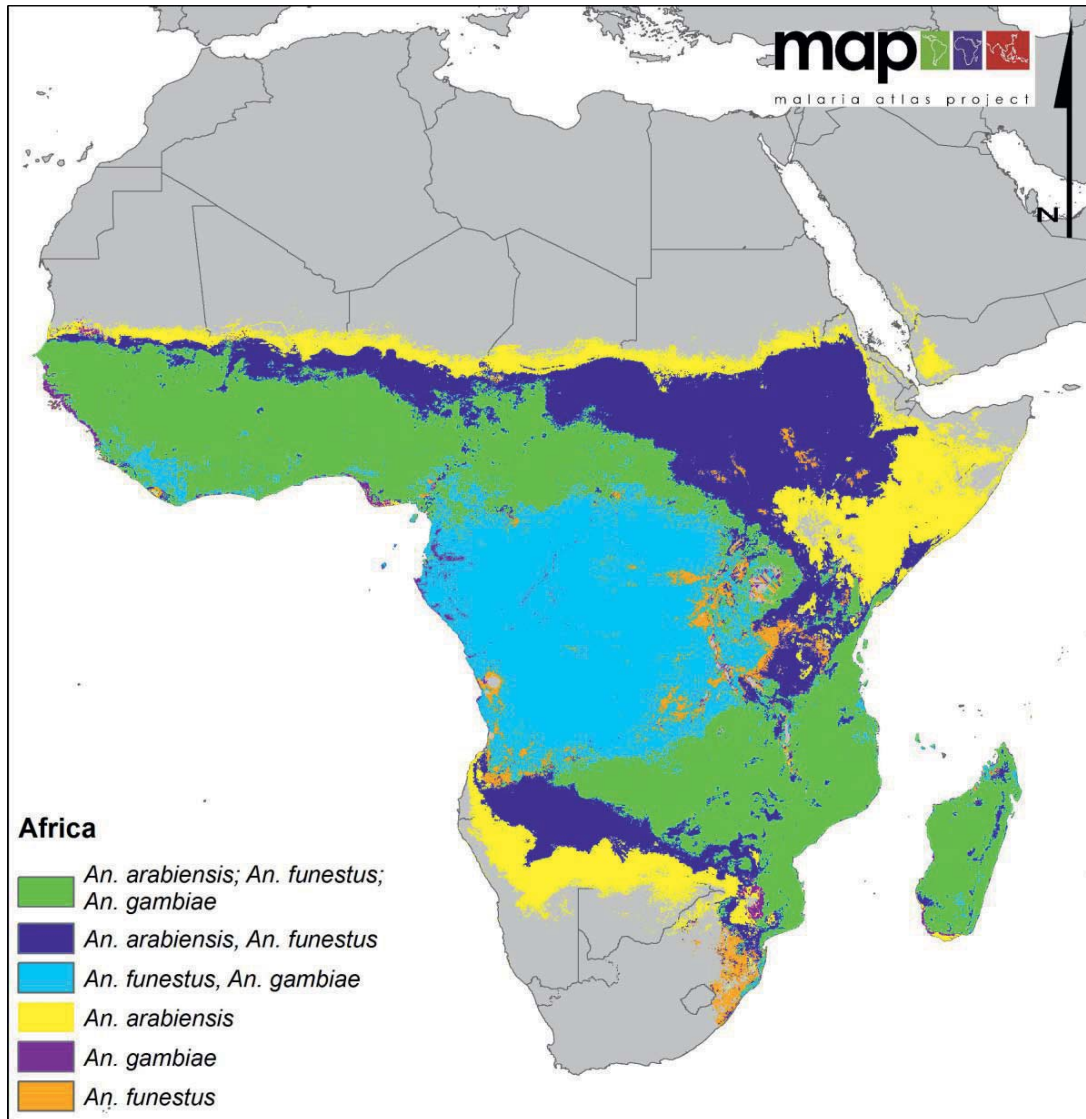 map
malaria atlas project
N
Africa
An. arabiensis; An. funestus;
An. gambiae
An. arabiensis, An. funestus
An. funestus, An. gambiae
An. arabiensis
An. gambiae
An. funestus